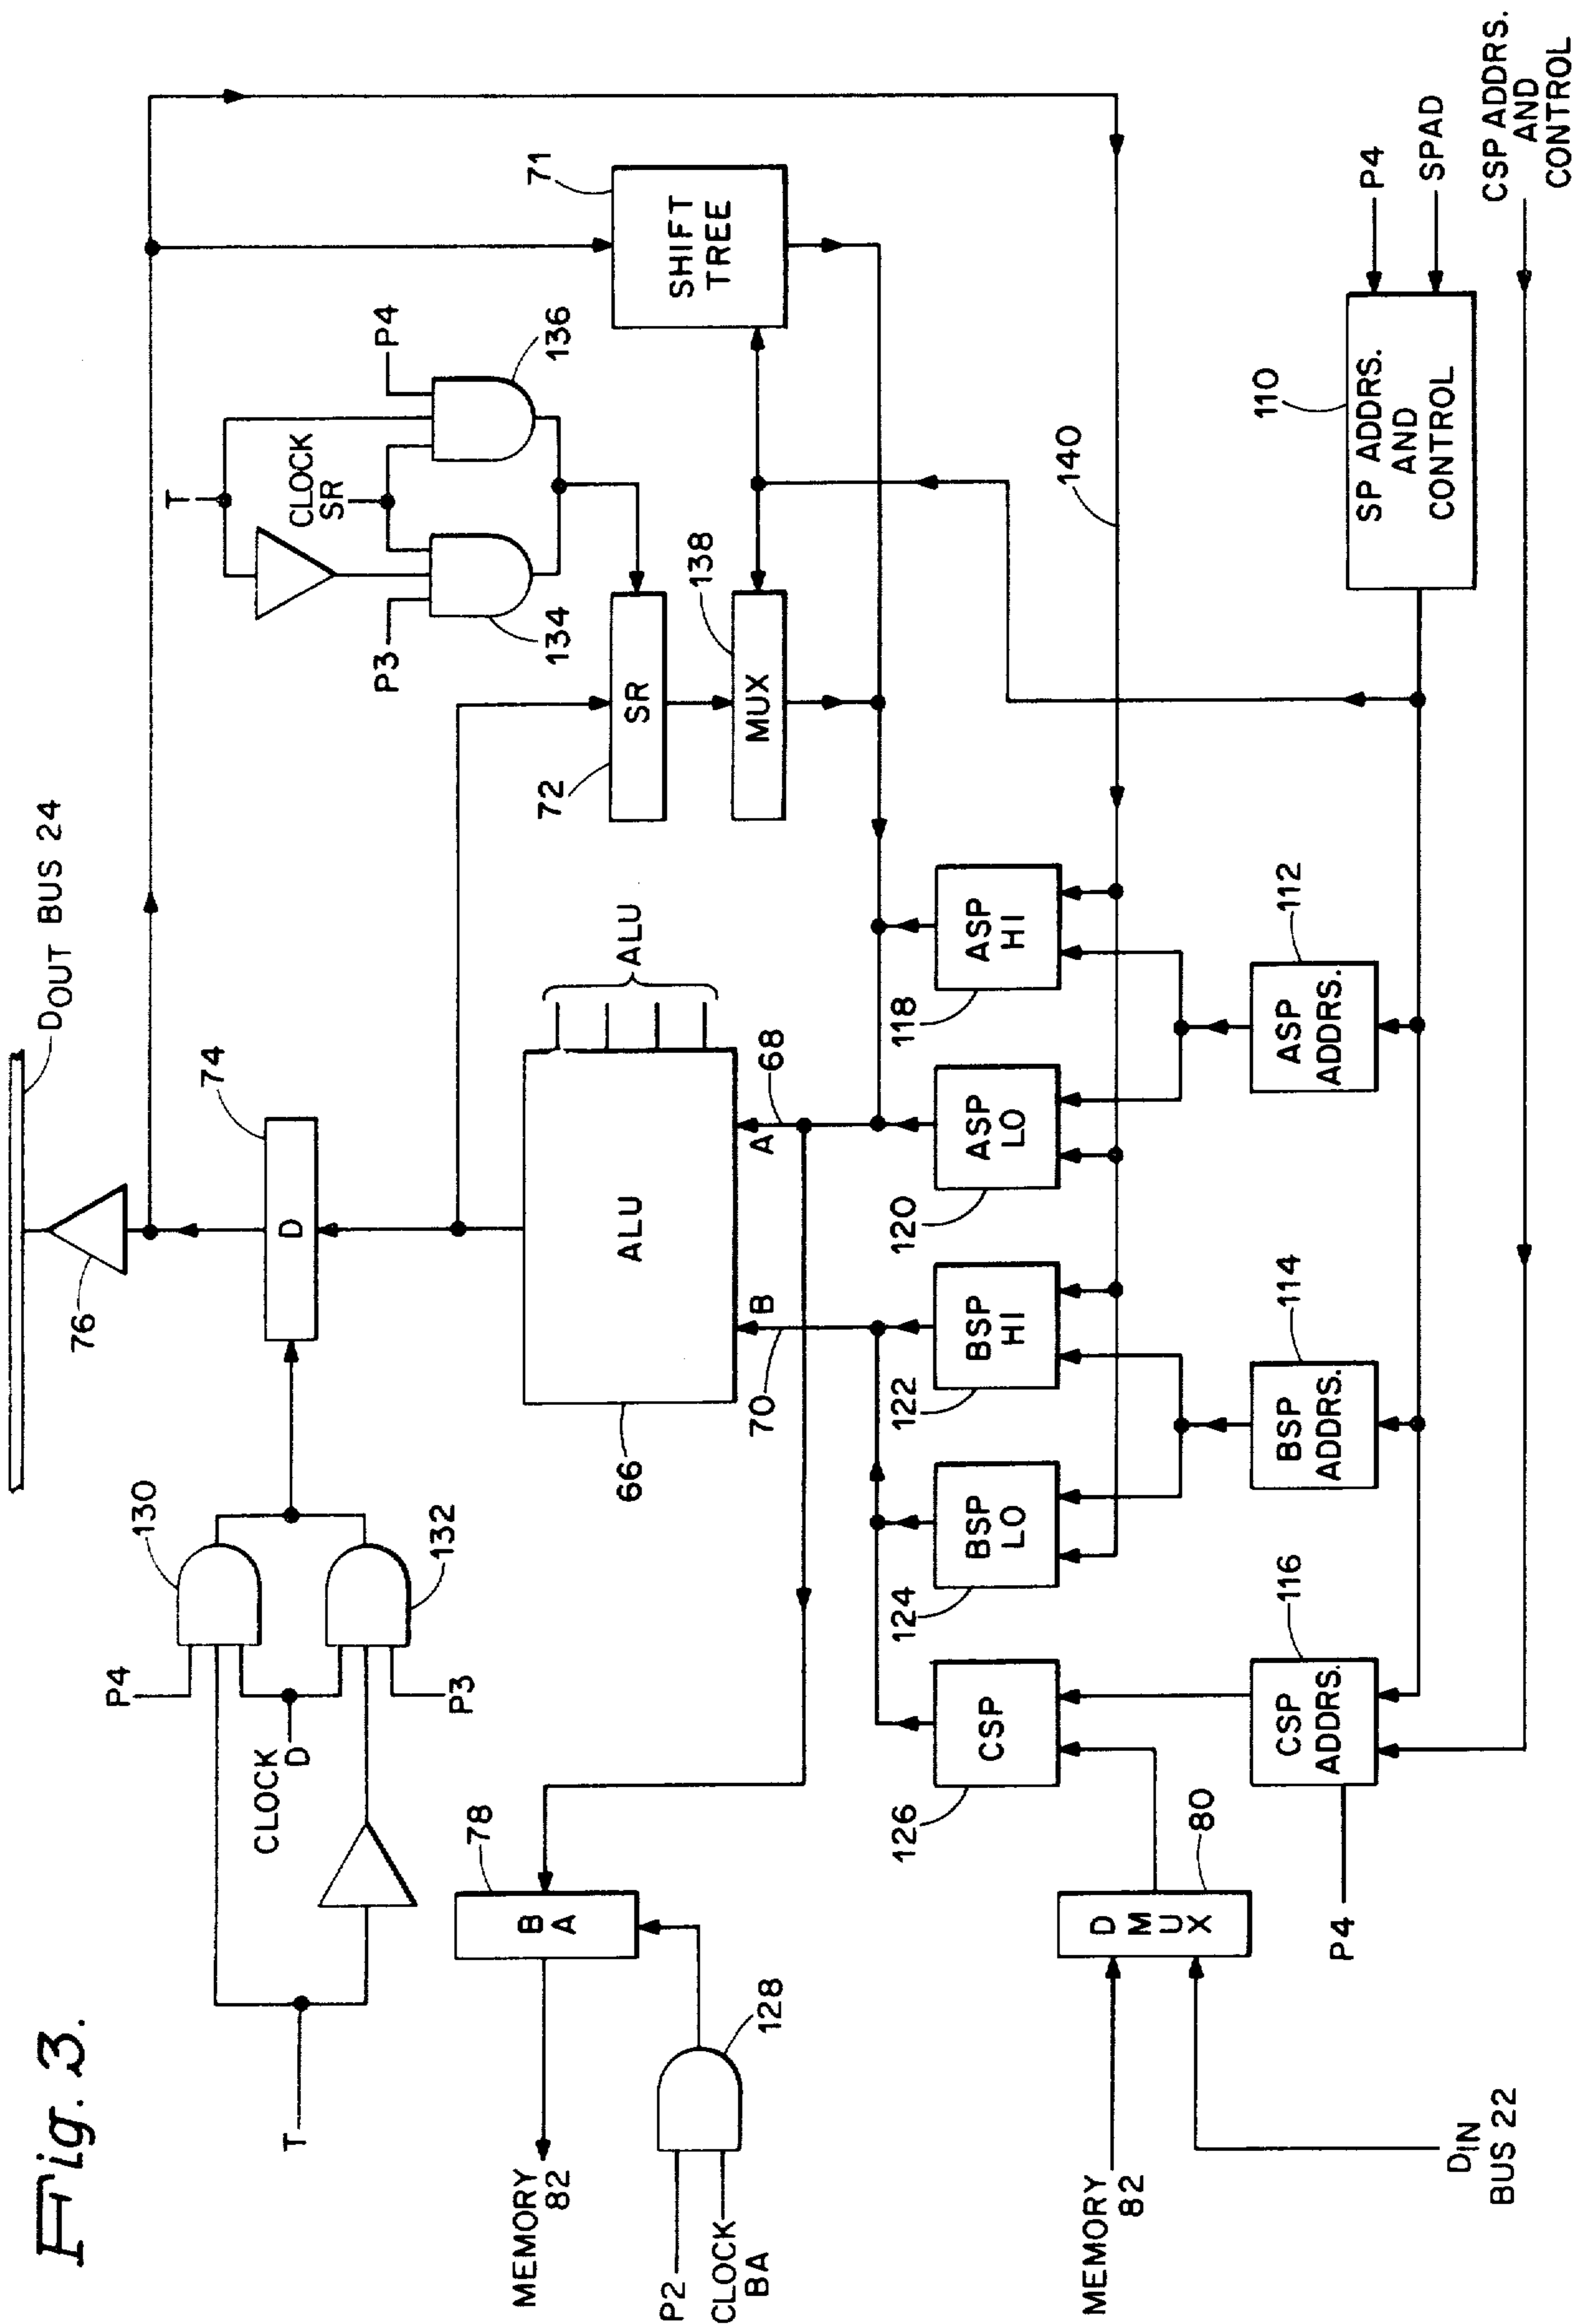 Fig. 3.
DOUT BUS 24
76
74
D
130
132
P4
CLOCK
D
P3
T
T
CLOCK
SR
P4
136
P3
134
SHIFT
TREE
71
72
SR
138
MUX
ALU
ALU
66
70
B
A
68
78
B
A
MEMORY
82
P2
CLOCK
BA
128
140
ASP
HI
118
ASP
LO
120
BSP
HI
122
BSP
LO
124
CSP
126
D
M
U
X
80
MEMORY
82
DIN
BUS 22
ASP
ADDRS.
112
BSP
ADDRS.
114
CSP
ADDRS.
116
P4
SP ADDRS.
AND
CONTROL
110
P4
SPAD
CSP ADDRS.
AND
CONTROL